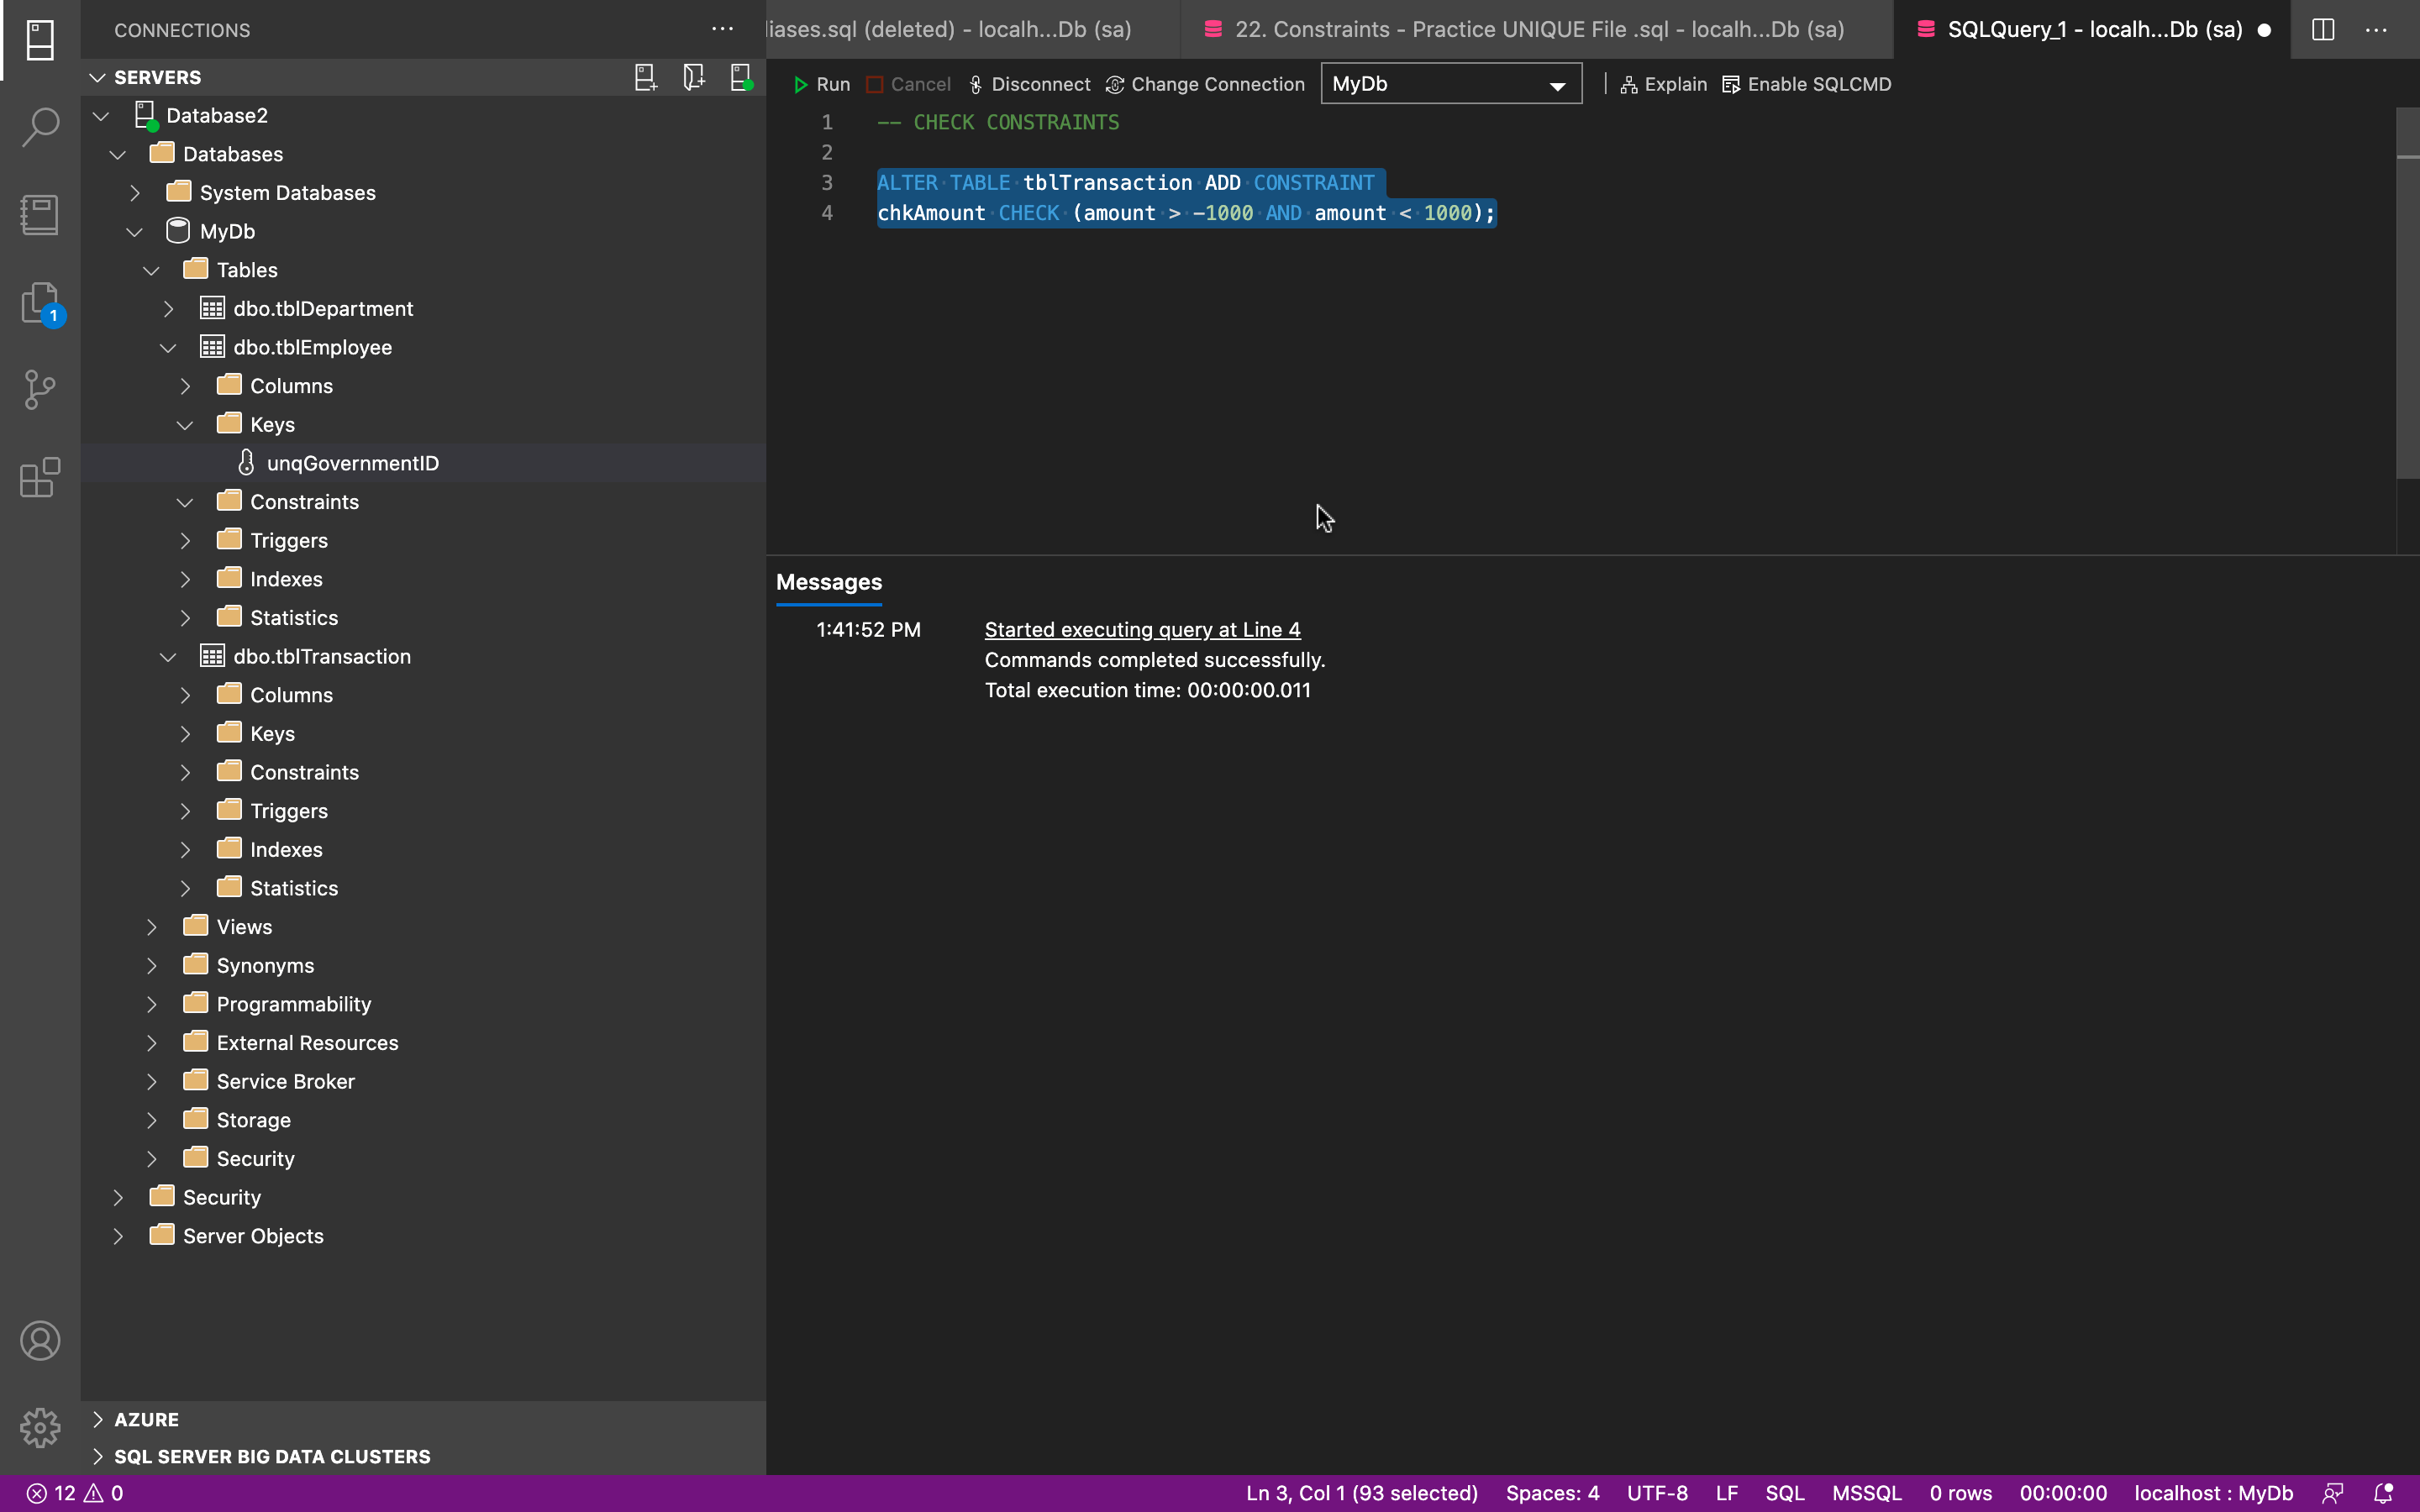 CONNECTIONS
liases.sql (deleted) - localh...Db (sa)
22. Constraints - Practice UNIQUE File .sql - localh...Db (sa)
SQLQuery_1 - localh...Db (sa)
SERVERS
Run
Cancel
Disconnect
Change Connection
MyDb
Explain
Enable SQLCMD
Database2
Databases
System Databases
MyDb
Tables
dbo.tblDepartment
dbo.tblEmployee
Columns
Keys
unqGovernmentID
Constraints
Triggers
Indexes
Statistics
dbo.tblTransaction
Columns
Keys
Constraints
Triggers
Indexes
Statistics
Views
Synonyms
Programmability
External Resources
Service Broker
Storage
Security
Security
Server Objects
AZURE
SQL SERVER BIG DATA CLUSTERS
1
1 -- CHECK CONSTRAINTS
2
3 ALTER TABLE tblTransaction ADD CONSTRAINT
4 chkAmount CHECK (amount > -1000 AND amount < 1000);
Messages
1:41:52 PM Started executing query at Line 4
Commands completed successfully.
Total execution time: 00:00:00.011
12 0
Ln 3, Col 1 (93 selected) Spaces: 4 UTF-8 LF SQL MSSQL 0 rows 00:00:00 localhost : MyDb